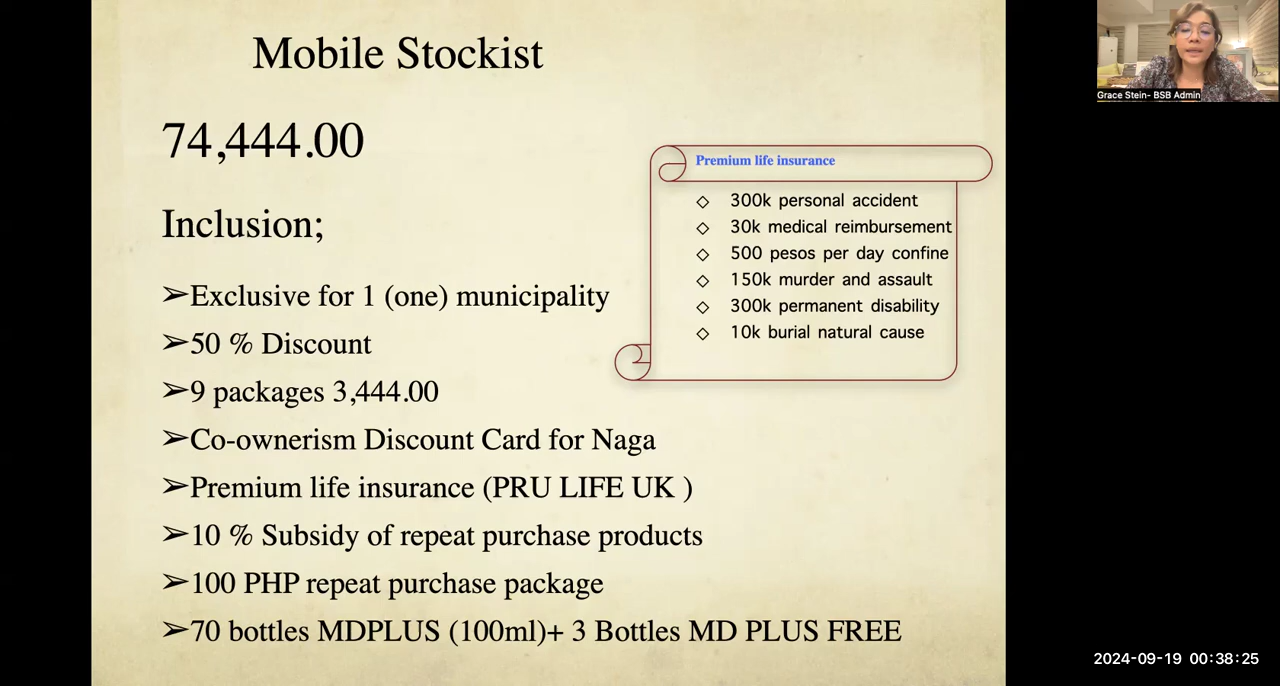 Mobile Stockist
74,444.00
Inclusion;
➢Exclusive for 1 (one) municipality
➢50 % Discount
➢9 packages 3,444.00
➢Co-ownerism Discount Card for Naga
➢Premium life insurance (PRU LIFE UK )
➢10 % Subsidy of repeat purchase products
➢100 PHP repeat purchase package
➢70 bottles MDPLUS (100ml)+ 3 Bottles MD PLUS FREE
Premium life insurance
◇ 300k personal accident
◇ 30k medical reimbursement
◇ 500 pesos per day confine
◇ 150k murder and assault
◇ 300k permanent disability
◇ 10k burial natural cause
Grace Stein- BSB Admin
2024-09-19 00:38:25